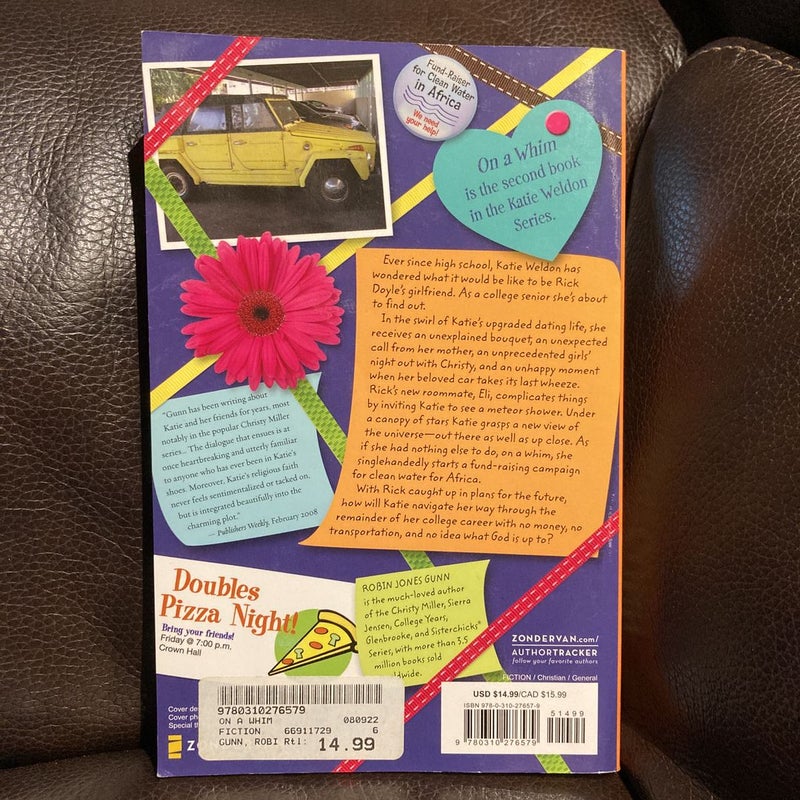 Fund-Raiser
for Clean Water
in Africa
We need
your help!
On a Whim
is the second book
in the Katie Weldon
Series.
Ever since high school, Katie Weldon has
wondered what it would be like to be Rick
Doyle's girlfriend. As a college senior she's about
to find out.
In the swirl of Katie's upgraded dating life, she
receives an unexplained bouquet, an unexpected
call from her mother, an unprecedented girls'
night out with Christy, and an unhappy moment
when her beloved car takes its last wheeze.
Rick's new roommate, Eli, complicates things
by inviting Katie to see a meteor shower. Under
a canopy of stars Katie grasps a new view of
the universe—out there as well as up close. As
if she had nothing else to do, on a whim, she
singlehandedly starts a fund-raising campaign
for clean water for Africa.
With Rick caught up in plans for the future,
how will Katie navigate her way through the
remainder of her college career with no money, no
transportation, and no idea what God is up to?
"Gunn has been writing about
Katie and her friends for years, most
notably in the popular Christy Miller
series... The dialogue that ensues is at
once heartbreaking and utterly familiar
to anyone who has ever been in Katie's
shoes. Moreover, Katie's religious faith
never feels sentimentalized or tacked on,
but is integrated beautifully into the
charming plot."
— Publishers Weekly, February 2008
Doubles
Pizza Night!
Bring your friends!
Friday @ 7:00 p.m.
Crown Hall
ROBIN JONES GUNN
is the much-loved author
of the Christy Miller, Sierra
Jensen, College Years,
Glenbrooke, and Sisterchicks®
Series, with more than 3.5
million books sold
ldwide.
ZONDERVAN.com/
AUTHORTRACKER
follow your favorite authors
FICTION / Christian / General
USD $14.99/CAD $15.99
ISBN 978-0-310-27657-9
51499
9 780310 276579
Cover de
Cover ph
Special th
ZO
9780310276579
ON A WHIM 080922
FICTION 66911729 6
GUNN, ROBI Rtl: 14.99